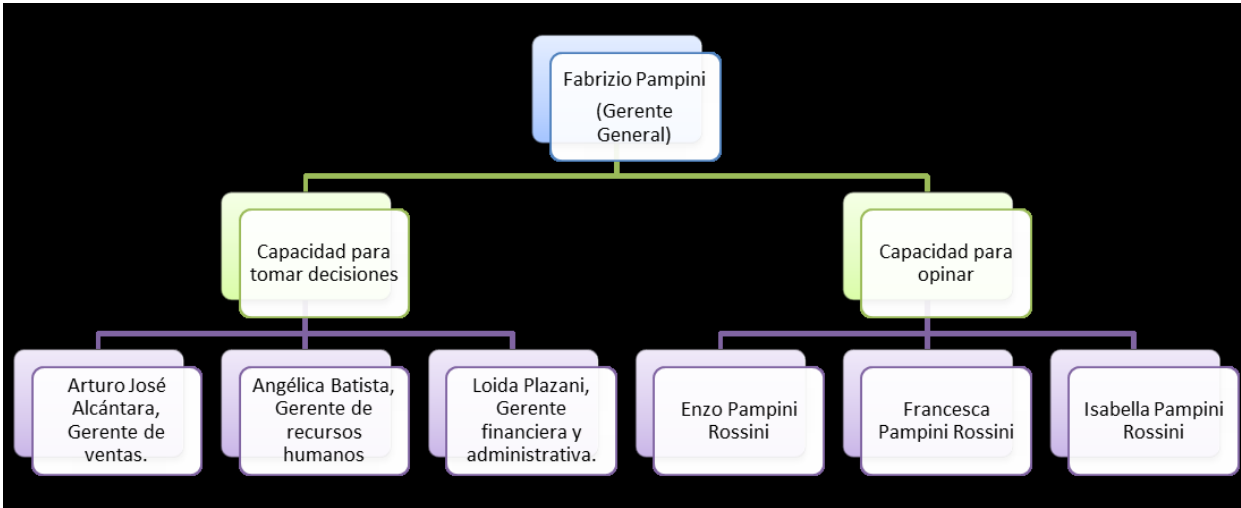 Fabrizio Pampini
(Gerente
General)
Capacidad para
tomar decisiones
Capacidad para
opinar
Arturo José
Alcántara,
Gerente de
ventas.
Angélica Batista,
Gerente de
recursos
humanos
Loida Plazani,
Gerente
financiera y
administrativa.
Enzo Pampini
Rossini
Francesca
Pampini Rossini
Isabella Pampini
Rossini